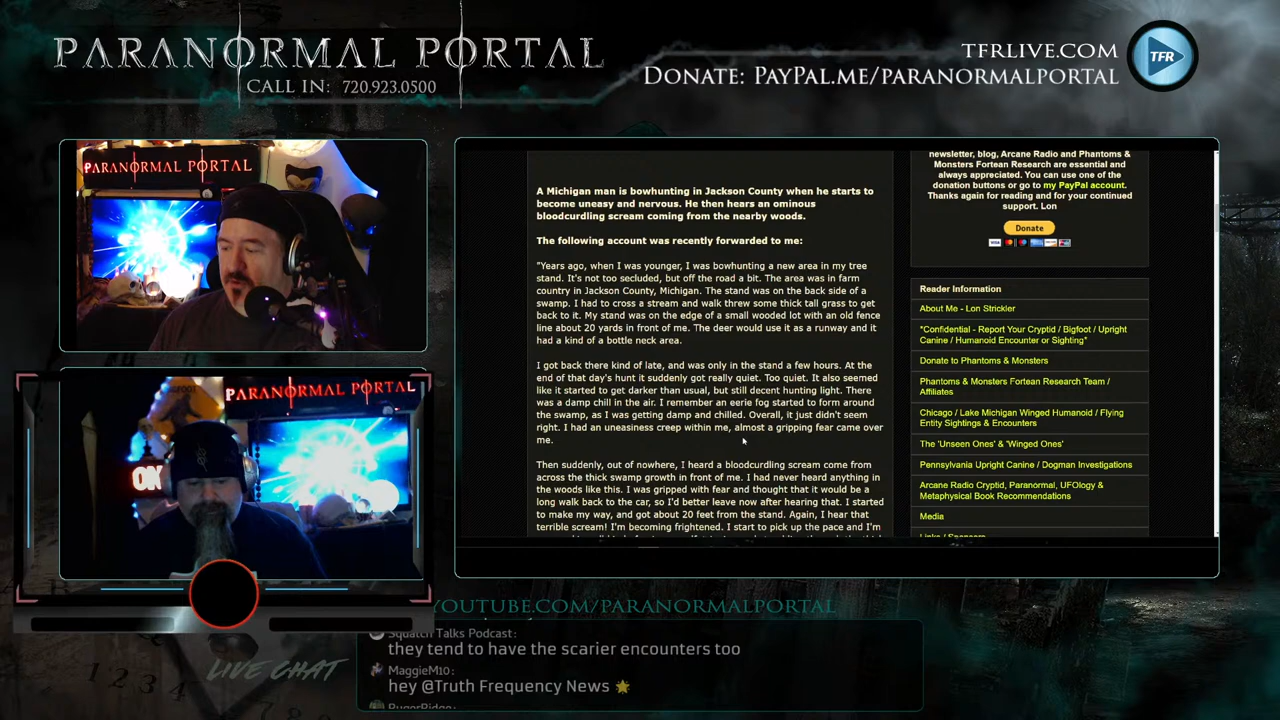 PARANORMAL PORTAL
CALL IN: 720.923.0500
TFRLIVE.COM
DONATE: PAYPAL.ME/PARANORMALPORTAL
TFR
PARANORMAL PORTAL
PARANORMAL PORTAL
ON
A Michigan man is bowhunting in Jackson County when he starts to
become uneasy and nervous. He then hears an ominous
bloodcurdling scream coming from the nearby woods.
The following account was recently forwarded to me:
"Years ago, when I was younger, I was bowhunting a new area in my tree
stand. It's not too secluded, but off the road a bit. The area was in farm
country in Jackson County, Michigan. The stand was on the back side of a
swamp. I had to cross a stream and walk threw some thick tall grass to get
back to it. My stand was on the edge of a small wooded lot with an old fence
line about 20 yards in front of me. The deer would use it as a runway and it
had a kind of a bottle neck area.
I got back there kind of late, and was only in the stand a few hours. At the
end of that day's hunt it suddenly got really quiet. Too quiet. It also seemed
like it started to get darker than usual, but still decent hunting light. There
was a damp chill in the air. I remember an eerie fog started to form around
the swamp, as I was getting damp and chilled. Overall, it just didn't seem
right. I had an uneasiness creep within me, almost a gripping fear came over
me.
Then suddenly, out of nowhere, I heard a bloodcurdling scream come from
across the thick swamp growth in front of me. I had never heard anything in
the woods like this. I was gripped with fear and thought that it would be a
long walk back to the car, so I'd better leave now after hearing that. I started
to make my way, and got about 20 feet from the stand. Again, I hear that
terrible scream! I'm becoming frightened. I start to pick up the pace and I'm
newsletter, blog, Arcane Radio and Phantoms &
Monsters Fortean Research are essential and
always appreciated. You can use one of the
donation buttons or go to my PayPal account.
Thanks again for reading and for your continued
support. Lon
Donate
Reader Information
About Me - Lon Strickler
*Confidential - Report Your Cryptid / Bigfoot / Upright
Canine / Humanoid Encounter or Sighting*
Donate to Phantoms & Monsters
Phantoms & Monsters Fortean Research Team /
Affiliates
Chicago / Lake Michigan Winged Humanoid / Flying
Entity Sightings & Encounters
The 'Unseen Ones' & 'Winged Ones'
Pennsylvania Upright Canine / Dogman Investigations
Arcane Radio Cryptid, Paranormal, UFOlogy &
Metaphysical Book Recommendations
Media
YOUTUBE.COM/PARANORMALPORTAL
LIVE CHAT
Squatch Talks Podcast:
they tend to have the scarier encounters too
MaggieM10:
hey @Truth Frequency News